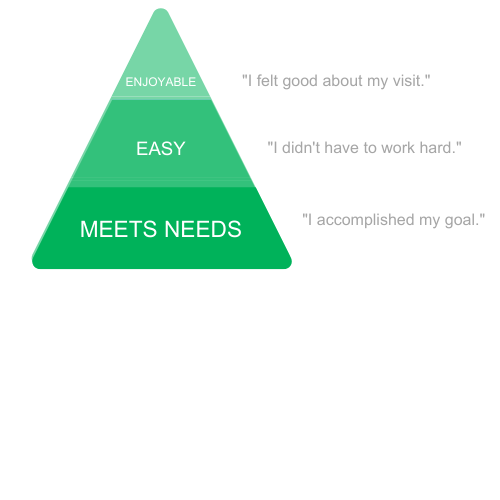 ENJOYABLE
"I felt good about my visit."
EASY
"I didn't have to work hard."
MEETS NEEDS
"I accomplished my goal."